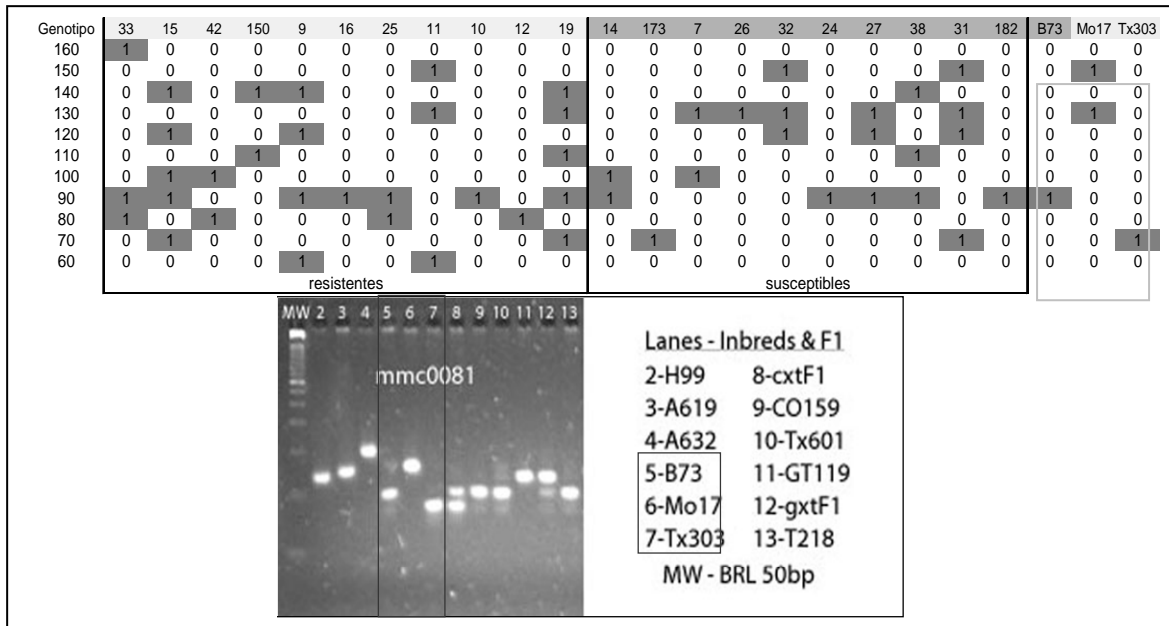 Genotipo 33 15 42 150 9 16 25 11 10 12 19 14 173 7 26 32 24 27 38 31 182 B73 Mo17 Tx303
160 1 0 0 0 0 0 0 0 0 0 0 0 0 0 0 0 0 0 0 0 0 0 0 0
150 0 0 0 0 0 0 0 1 0 0 0 0 0 0 0 1 0 0 0 1 0 0 1 0
140 0 1 0 1 1 0 0 0 0 0 1 0 0 0 0 0 0 0 1 0 0 0 0 0
130 0 0 0 0 0 0 0 1 0 0 1 0 0 1 1 1 0 1 0 1 0 0 1 0
120 0 1 0 0 1 0 0 0 0 0 0 0 0 0 0 1 0 1 0 1 0 0 0 0
110 0 0 0 1 0 0 0 0 0 0 1 0 0 0 0 0 0 0 1 0 0 0 0 0
100 0 1 1 0 0 0 0 0 0 0 0 1 0 1 0 0 0 0 0 0 0 0 0 0
90 1 1 0 0 1 1 1 0 1 0 1 1 0 0 0 0 1 1 1 0 1 1 0 0
80 1 0 1 0 0 0 1 0 0 1 0 0 0 0 0 0 0 0 0 0 0 0 0 0
70 0 1 0 0 0 0 0 0 0 0 1 0 1 0 0 0 0 0 0 1 0 0 0 1
60 0 0 0 0 1 0 0 1 0 0 0 0 0 0 0 0 0 0 0 0 0 0 0 0
resistentes susceptibles
MW 2 3 4 5 6 7 8 9 10 11 12 13
mmc0081
Lanes - Inbreds & F1
2-H99 8-cxtF1
3-A619 9-CO159
4-A632 10-Tx601
5-B73 11-GT119
6-Mo17 12-gxtF1
7-Tx303 13-T218
MW - BRL 50bp